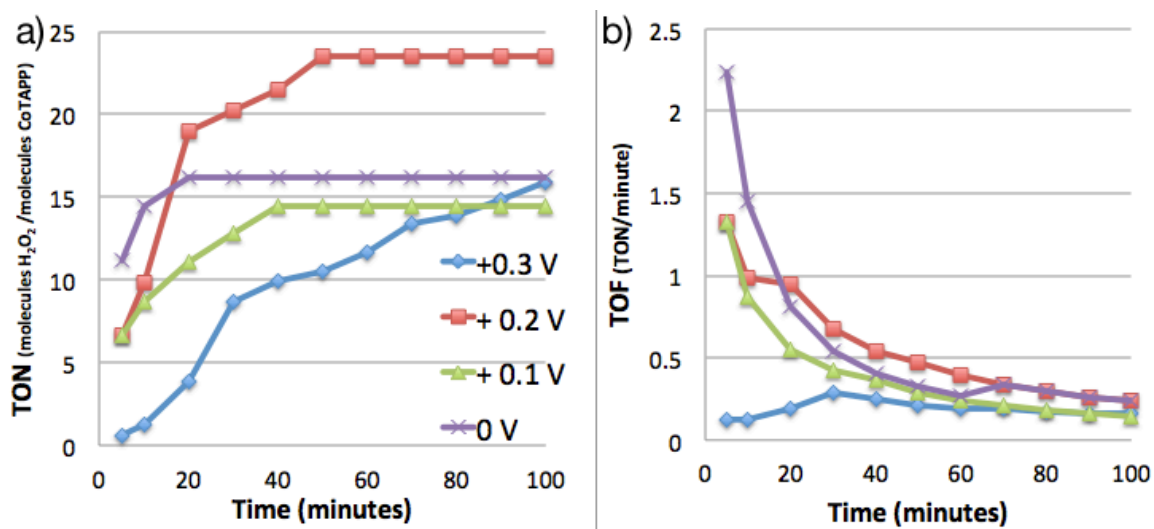 a)
25
20
15
10
5
0
TON (molecules H₂O₂ /molecules CoTAPP)
+0.3 V
+ 0.2 V
+ 0.1 V
0 V
0 20 40 60 80 100
Time (minutes)
b)
2.5
2
1.5
1
0.5
0
TOF (TON/minute)
0 20 40 60 80 100
Time (minutes)